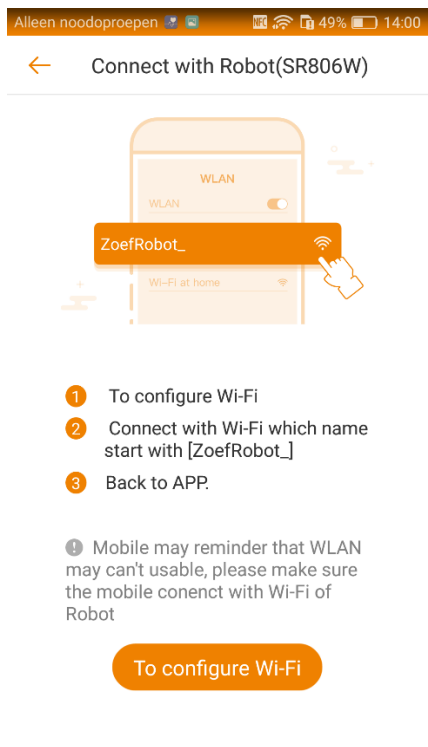 Alleen noodoproepen NFC 49% 14:00
Connect with Robot(SR806W)
WLAN
WLAN
ZoefRobot_
Wi-Fi at home
1 To configure Wi-Fi
2 Connect with Wi-Fi which name
start with [ZoefRobot_]
3 Back to APP.
! Mobile may reminder that WLAN
may can't usable, please make sure
the mobile conenct with Wi-Fi of
Robot
To configure Wi-Fi